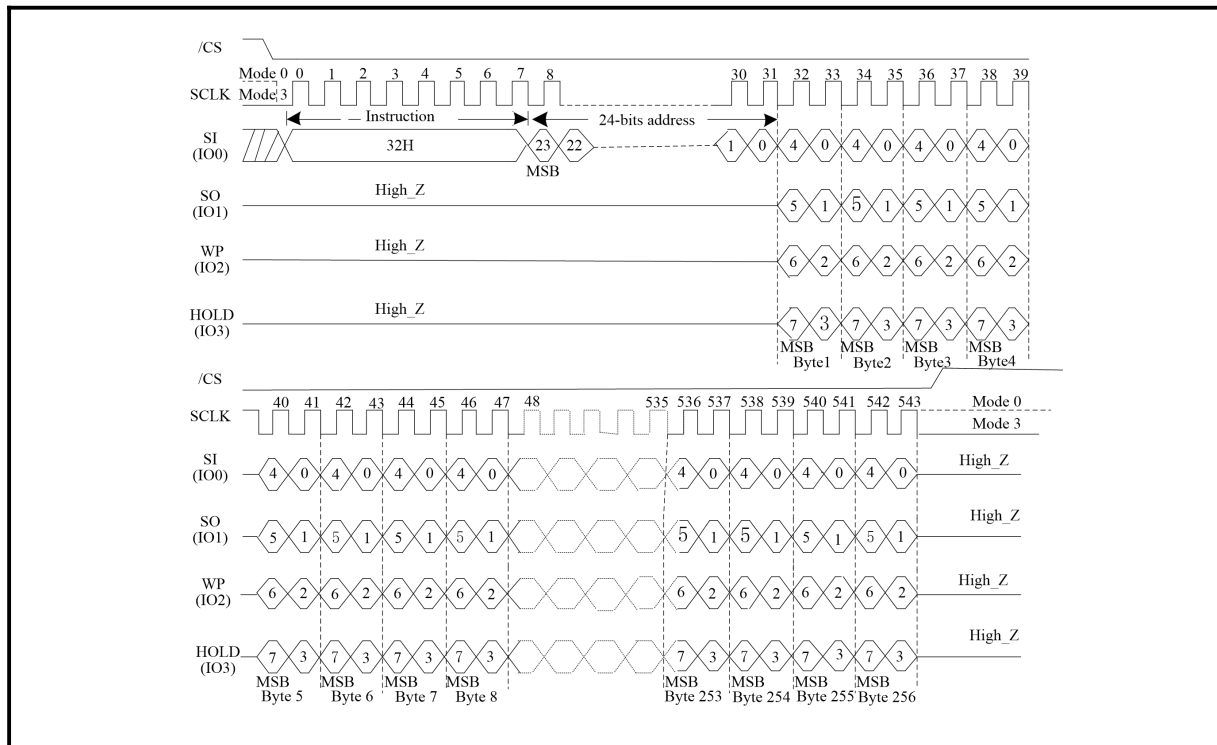 /CS
Mode 0 0 1 2 3 4 5 6 7 8 30 31 32 33 34 35 36 37 38 39
SCLK Mode 3
Instruction 24-bits address
SI
(IO0) 32H 23 22 1 0 4 0 4 0 4 0 4 0
MSB
SO High_Z
(IO1) 5 1 5 1 5 1 5 1
WP High_Z
(IO2) 6 2 6 2 6 2 6 2
HOLD High_Z
(IO3) 7 3 7 3 7 3 7 3
MSB MSB MSB MSB
Byte1 Byte2 Byte3 Byte4
/CS
40 41 42 43 44 45 46 47 48 535 536 537 538 539 540 541 542 543 Mode 0
SCLK Mode 3
SI
(IO0) 4 0 4 0 4 0 4 0 4 0 4 0 4 0 4 0 High_Z
SO High_Z
(IO1) 5 1 5 1 5 1 5 1 5 1 5 1 5 1 5 1
WP High_Z
(IO2) 6 2 6 2 6 2 6 2 6 2 6 2 6 2 6 2
HOLD High_Z
(IO3) 7 3 7 3 7 3 7 3 7 3 7 3 7 3 7 3
MSB MSB MSB MSB MSB MSB MSB MSB
Byte 5 Byte 6 Byte 7 Byte 8 Byte 253 Byte 254 Byte 255 Byte 256